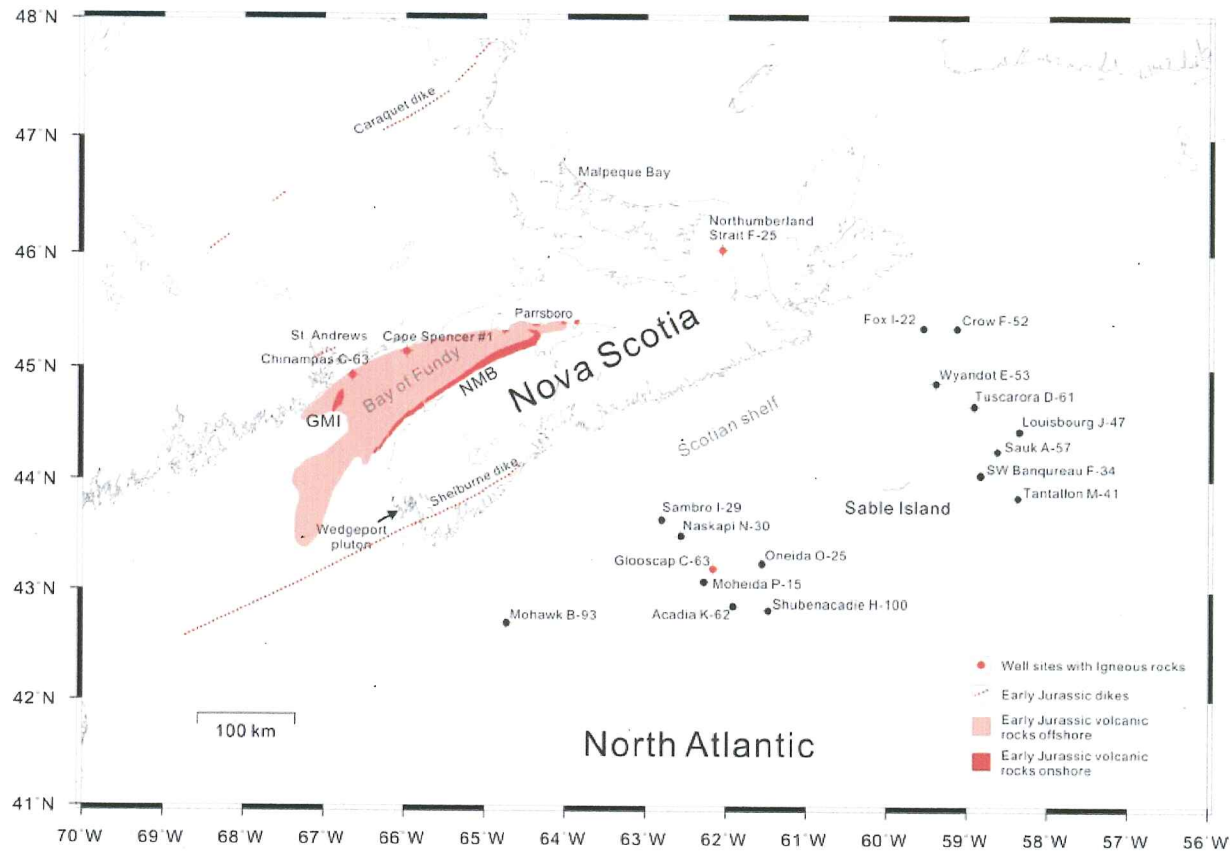 48°N
47°N
46°N
45°N
44°N
43°N
42°N
41°N
70°W
69°W
68°W
67°W
66°W
65°W
64°W
63°W
62°W
61°W
60°W
59°W
58°W
57°W
56°W
Caraquet dike
Malpeque Bay
Northumberland
Strait F-25
Parrsboro
St. Andrews
Cape Spencer #1
Chinampas C-63
Bay of Fundy
NMB
GMI
Nova Scotia
Fox I-22
Crow F-52
Wyandot E-53
Tuscarora D-61
Louisbourg J-47
Sauk A-57
SW Banqureau F-34
Tantallon M-41
Scotian shelf
Sable Island
Shelburne dike
Wedgeport
pluton
Sambro I-29
Naskapi N-30
Glooscap C-63
Oneida O-25
Moheida P-15
Acadia K-62
Shubenacadie H-100
Mohawk B-93
100 km
North Atlantic
Well sites with Igneous rocks
Early Jurassic dikes
Early Jurassic volcanic
rocks offshore
Early Jurassic volcanic
rocks onshore